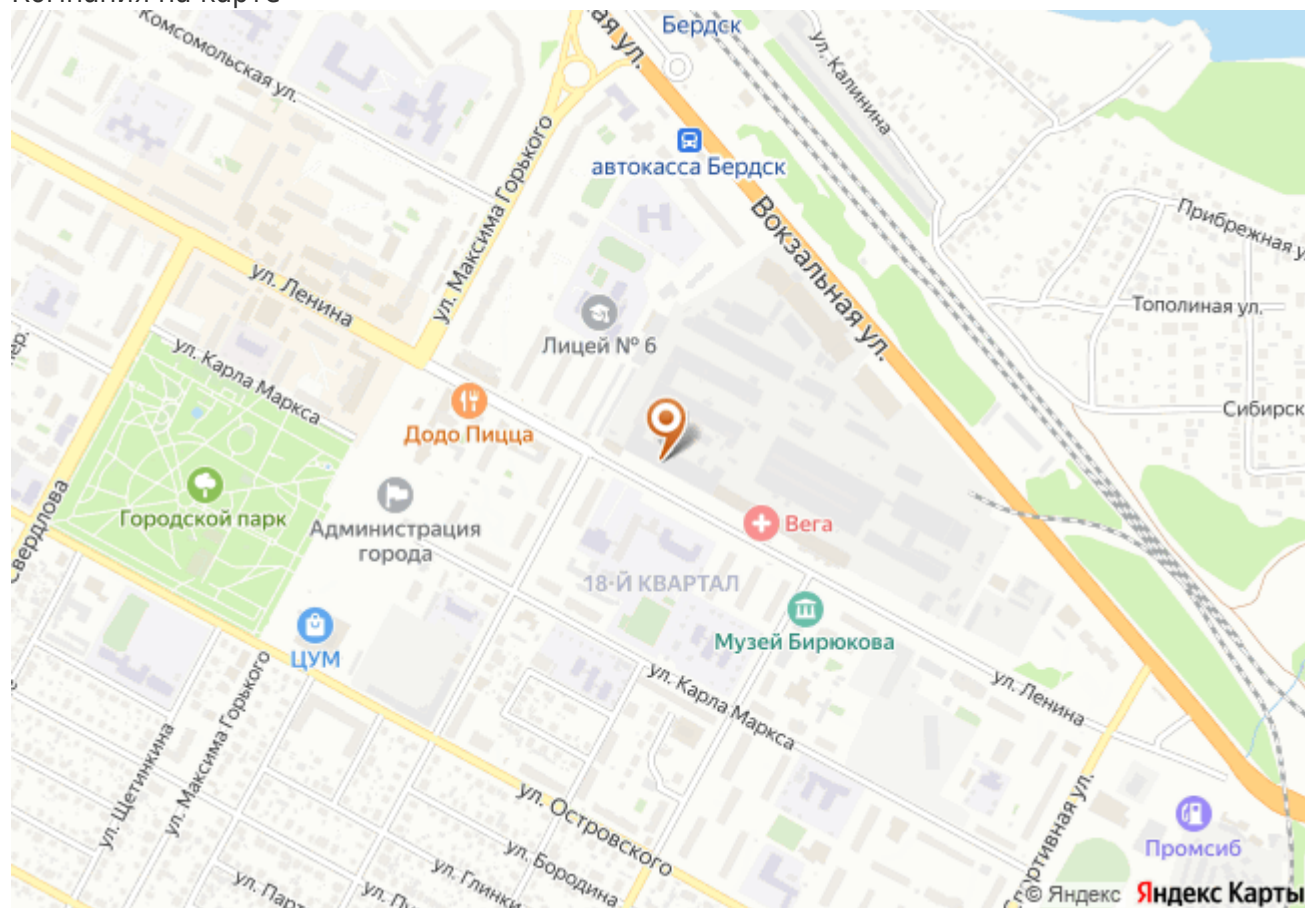 Бердск
ная ул.
Комсомольская ул.
ул. Калинина
автокасса Бердск
ул. Максима Горького
Вокзальная ул.
Прибрежная у
ул. Ленина
Тополиная ул.
Лицей № 6
ул. Карла Маркса
Сибирск
Додо Пицца
Свердлова
Городской парк
Администрация
города
Вега
18-Й КВАРТАЛ
Музей Бирюкова
ЦУМ
ул. Карла Маркса
ул. Ленина
ул. Щетинкина
ул. Максима Горького
ул. Островского
Спортивная ул.
Промсиб
ул. Бородина
ул. Глинки
ул. Парт
© Яндекс Яндекс Карты